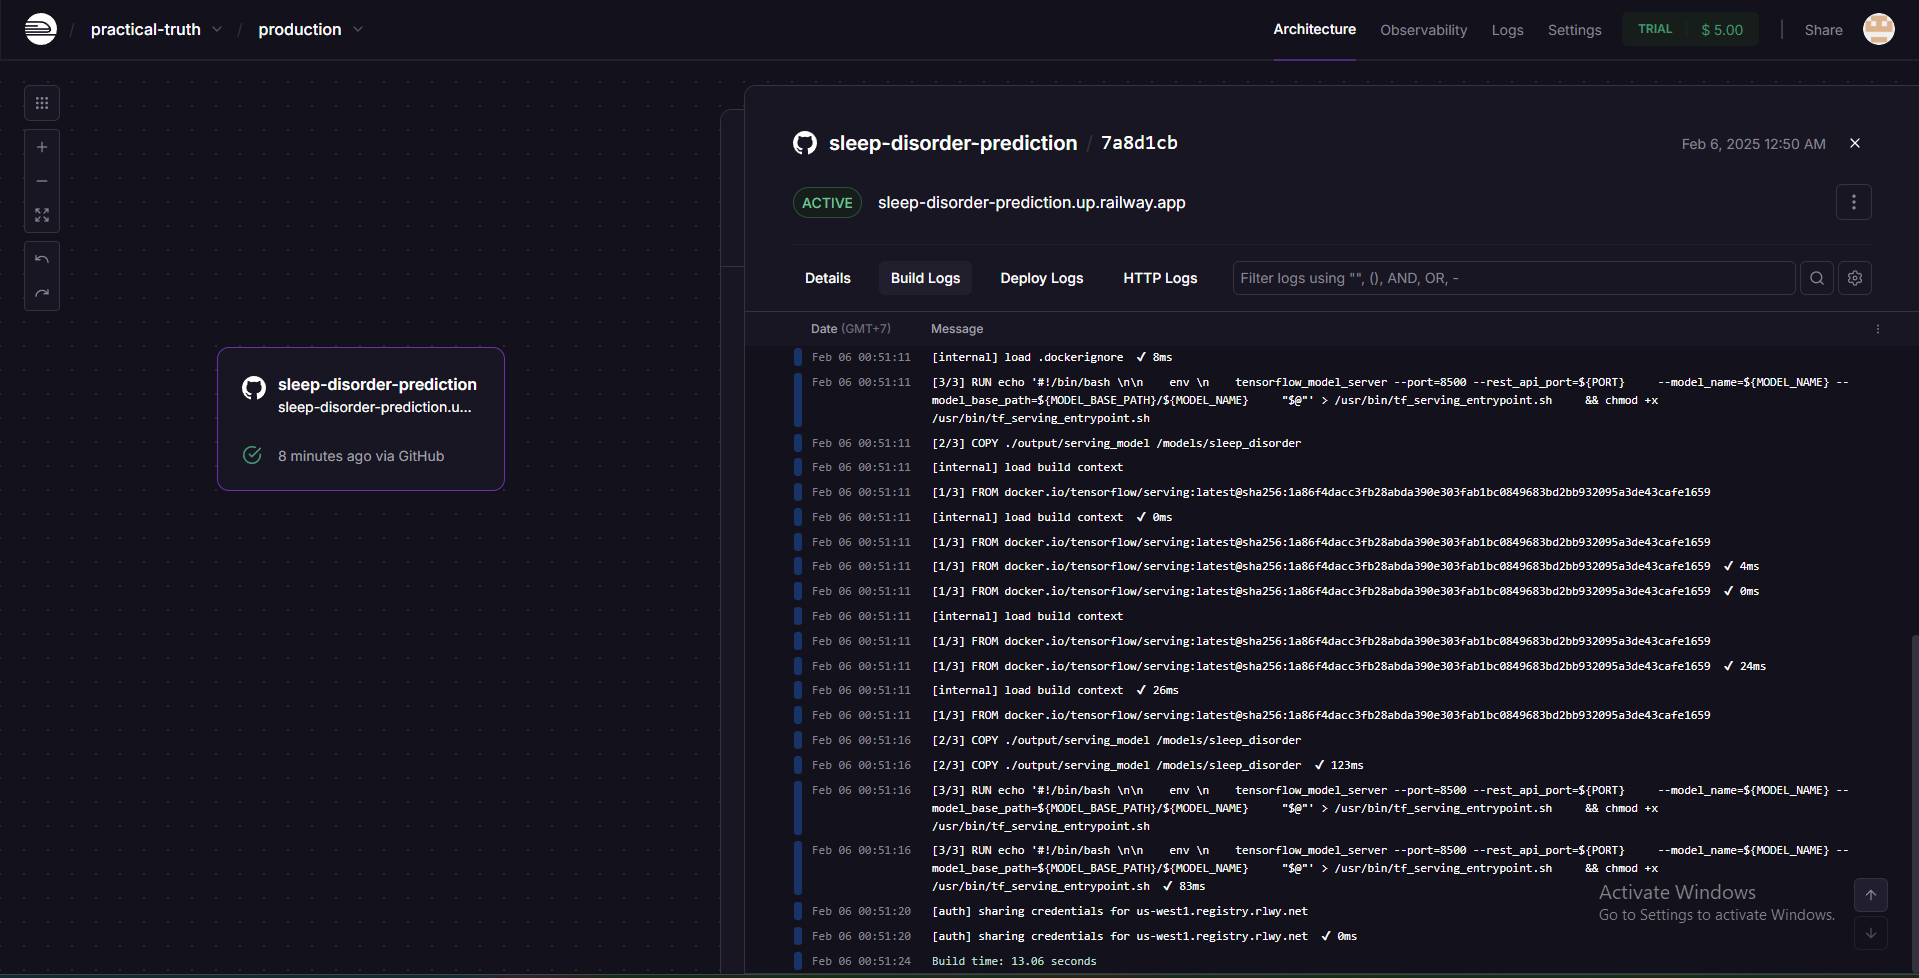 / practical-truth / production
Architecture Observability Logs Settings TRIAL $ 5.00 Share
sleep-disorder-prediction / 7a8d1cb
Feb 6, 2025 12:50 AM
ACTIVE sleep-disorder-prediction.up.railway.app
Details Build Logs Deploy Logs HTTP Logs Filter logs using "", (), AND, OR, -
Date (GMT+7) Message
Feb 06 00:51:11 [internal] load .dockerignore ✔ 8ms
Feb 06 00:51:11 [3/3] RUN echo '#!/bin/bash \n\n env \n tensorflow_model_server --port=8500 --rest_api_port=${PORT} --model_name=${MODEL_NAME} --
model_base_path=${MODEL_BASE_PATH}/${MODEL_NAME} "$@"' > /usr/bin/tf_serving_entrypoint.sh && chmod +x
/usr/bin/tf_serving_entrypoint.sh
Feb 06 00:51:11 [2/3] COPY ./output/serving_model /models/sleep_disorder
Feb 06 00:51:11 [internal] load build context
Feb 06 00:51:11 [1/3] FROM docker.io/tensorflow/serving:latest@sha256:1a86f4dacc3fb28abda390e303fab1bc0849683bd2bb932095a3de43cafe1659
Feb 06 00:51:11 [internal] load build context ✔ 0ms
Feb 06 00:51:11 [1/3] FROM docker.io/tensorflow/serving:latest@sha256:1a86f4dacc3fb28abda390e303fab1bc0849683bd2bb932095a3de43cafe1659
Feb 06 00:51:11 [1/3] FROM docker.io/tensorflow/serving:latest@sha256:1a86f4dacc3fb28abda390e303fab1bc0849683bd2bb932095a3de43cafe1659 ✔ 4ms
Feb 06 00:51:11 [1/3] FROM docker.io/tensorflow/serving:latest@sha256:1a86f4dacc3fb28abda390e303fab1bc0849683bd2bb932095a3de43cafe1659 ✔ 0ms
Feb 06 00:51:11 [internal] load build context
Feb 06 00:51:11 [1/3] FROM docker.io/tensorflow/serving:latest@sha256:1a86f4dacc3fb28abda390e303fab1bc0849683bd2bb932095a3de43cafe1659
Feb 06 00:51:11 [1/3] FROM docker.io/tensorflow/serving:latest@sha256:1a86f4dacc3fb28abda390e303fab1bc0849683bd2bb932095a3de43cafe1659 ✔ 24ms
Feb 06 00:51:11 [internal] load build context ✔ 26ms
Feb 06 00:51:11 [1/3] FROM docker.io/tensorflow/serving:latest@sha256:1a86f4dacc3fb28abda390e303fab1bc0849683bd2bb932095a3de43cafe1659
Feb 06 00:51:16 [2/3] COPY ./output/serving_model /models/sleep_disorder
Feb 06 00:51:16 [2/3] COPY ./output/serving_model /models/sleep_disorder ✔ 123ms
Feb 06 00:51:16 [3/3] RUN echo '#!/bin/bash \n\n env \n tensorflow_model_server --port=8500 --rest_api_port=${PORT} --model_name=${MODEL_NAME} --
model_base_path=${MODEL_BASE_PATH}/${MODEL_NAME} "$@"' > /usr/bin/tf_serving_entrypoint.sh && chmod +x
/usr/bin/tf_serving_entrypoint.sh
Feb 06 00:51:16 [3/3] RUN echo '#!/bin/bash \n\n env \n tensorflow_model_server --port=8500 --rest_api_port=${PORT} --model_name=${MODEL_NAME} --
model_base_path=${MODEL_BASE_PATH}/${MODEL_NAME} "$@"' > /usr/bin/tf_serving_entrypoint.sh && chmod +x
/usr/bin/tf_serving_entrypoint.sh ✔ 83ms
Feb 06 00:51:20 [auth] sharing credentials for us-west1.registry.rlwy.net
Feb 06 00:51:20 [auth] sharing credentials for us-west1.registry.rlwy.net ✔ 0ms
Feb 06 00:51:24 Build time: 13.06 seconds
sleep-disorder-prediction
sleep-disorder-prediction.u...
8 minutes ago via GitHub
Activate Windows
Go to Settings to activate Windows.